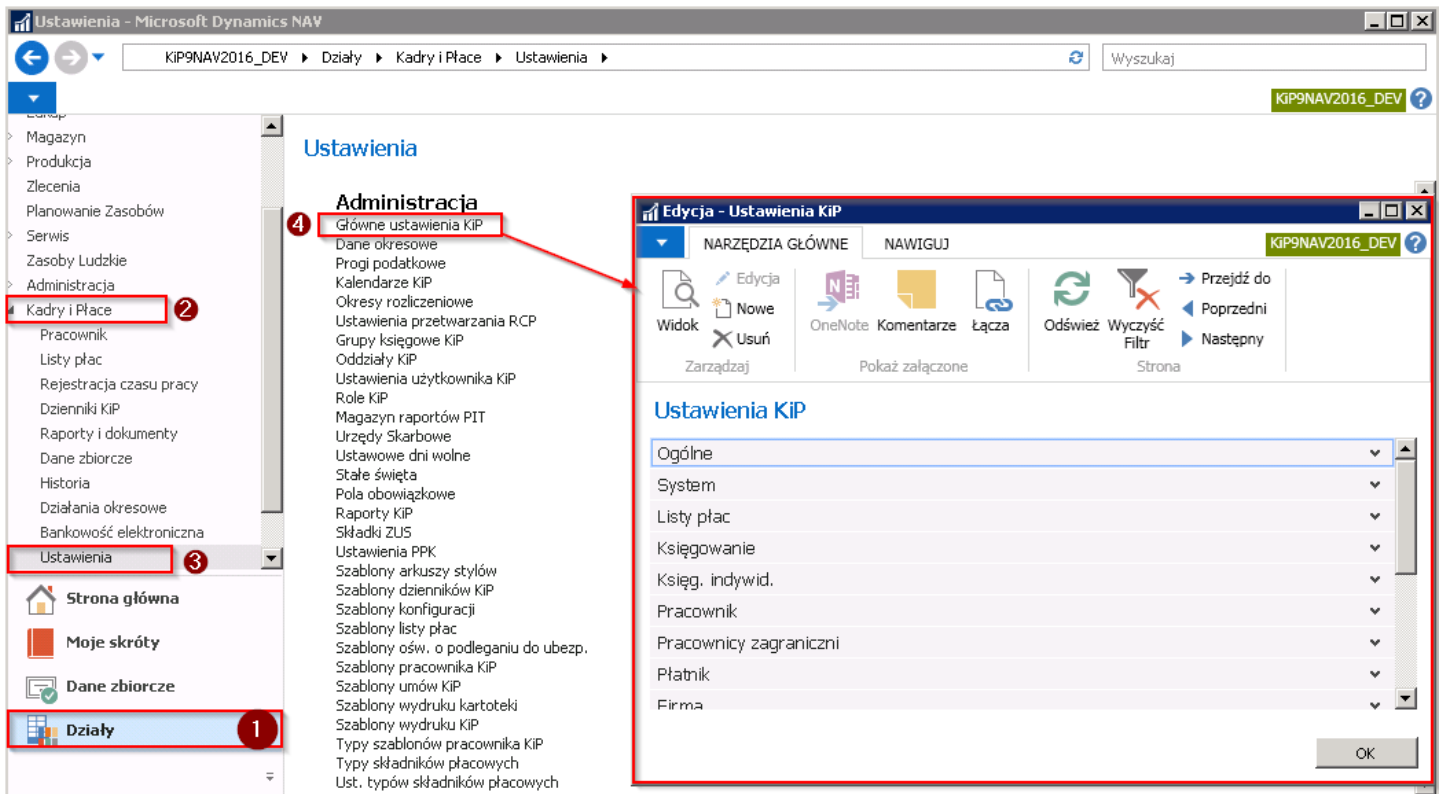 Ustawienia - Microsoft Dynamics NAV
KiP9NAV2016_DEV ▸ Działy ▸ Kadry i Płace ▸ Ustawienia ▸
Wyszukaj
KiP9NAV2016_DEV
Zakup
Magazyn
Produkcja
Zlecenia
Planowanie Zasobów
Serwis
Zasoby Ludzkie
Administracja
Kadry i Płace
2
Pracownik
Listy płac
Rejestracja czasu pracy
Dzienniki KiP
Raporty i dokumenty
Dane zbiorcze
Historia
Działania okresowe
Bankowość elektroniczna
Ustawienia
3
Strona główna
Moje skróty
Dane zbiorcze
Działy
1
Ustawienia
Administracja
4
Główne ustawienia KiP
Dane okresowe
Progi podatkowe
Kalendarze KiP
Okresy rozliczeniowe
Ustawienia przetwarzania RCP
Grupy księgowe KiP
Oddziały KiP
Ustawienia użytkownika KiP
Role KiP
Magazyn raportów PIT
Urzędy Skarbowe
Ustawowe dni wolne
Stałe święta
Pola obowiązkowe
Raporty KiP
Składki ZUS
Ustawienia PPK
Szablony arkuszy stylów
Szablony dzienników KiP
Szablony konfiguracji
Szablony listy płac
Szablony ośw. o podleganiu do ubezp.
Szablony pracownika KiP
Szablony umów KiP
Szablony wydruku kartoteki
Szablony wydruku KiP
Typy szablonów pracownika KiP
Typy składników płacowych
Ust. typów składników płacowych
Edycja - Ustawienia KiP
NARZĘDZIA GŁÓWNE NAWIGUJ
KiP9NAV2016_DEV
Widok
Edycja
Nowe
Usuń
Zarządzaj
OneNote Komentarze Łącza
Pokaż załączone
Odśwież Wyczyść Filtr
Przejdź do
Poprzedni
Następny
Strona
Ustawienia KiP
Ogólne
System
Listy płac
Księgowanie
Księg. indywid.
Pracownik
Pracownicy zagraniczni
Płatnik
Firma
OK